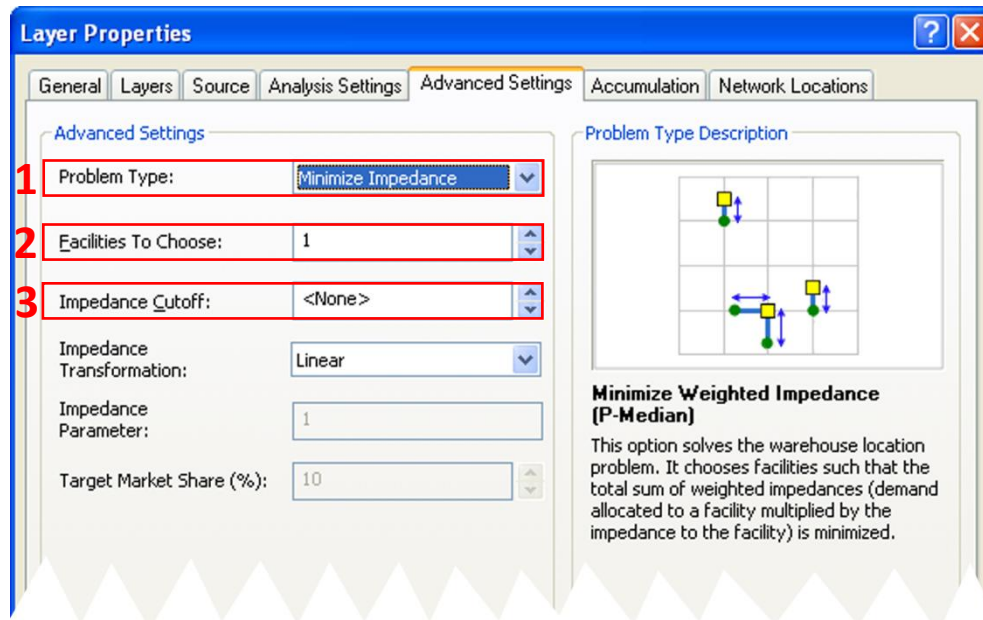 Layer Properties
General Layers Source Analysis Settings Advanced Settings Accumulation Network Locations
Advanced Settings
1 Problem Type: Minimize Impedance
2 Facilities To Choose: 1
3 Impedance Cutoff: <None>
Impedance
Transformation: Linear
Impedance
Parameter: 1
Target Market Share (%): 10
Problem Type Description
Minimize Weighted Impedance
(P-Median)
This option solves the warehouse location
problem. It chooses facilities such that the
total sum of weighted impedances (demand
allocated to a facility multiplied by the
impedance to the facility) is minimized.